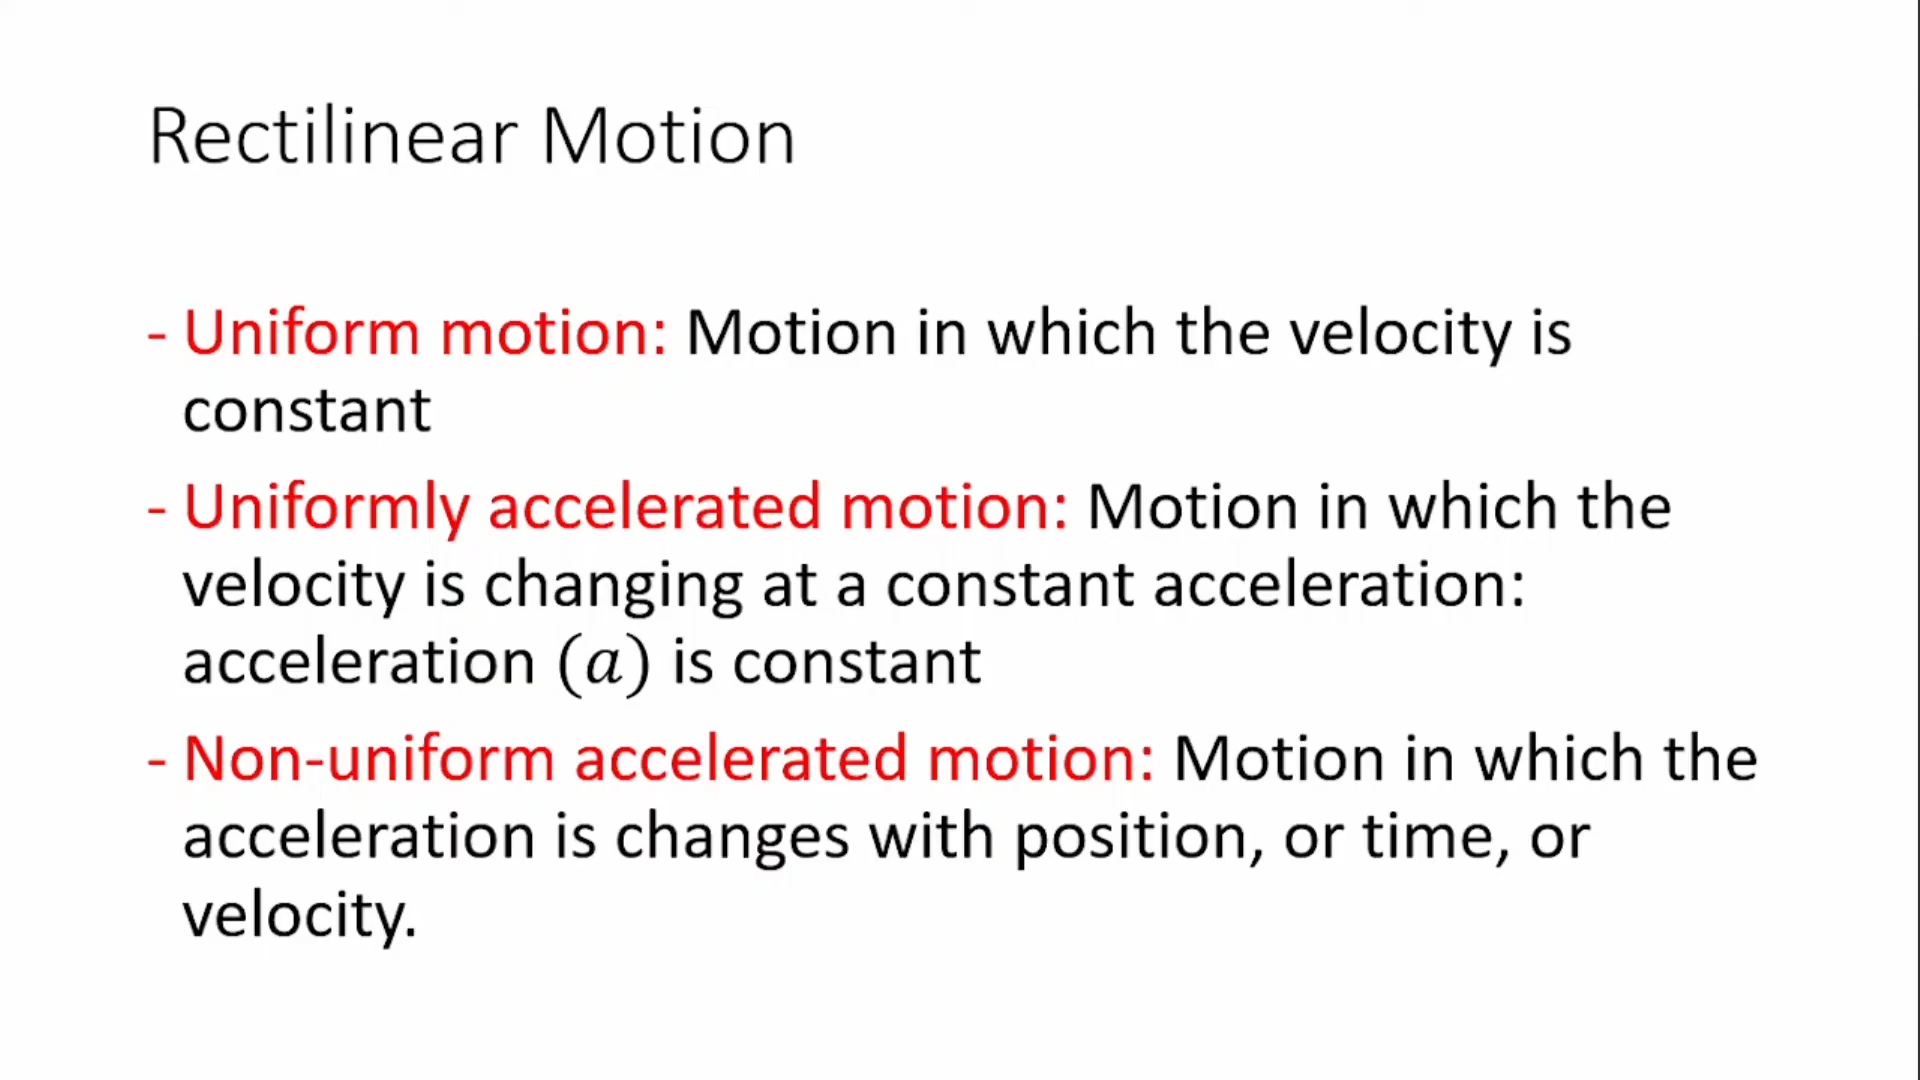 Rectilinear Motion
- Uniform motion: Motion in which the velocity is
constant
- Uniformly accelerated motion: Motion in which the
velocity is changing at a constant acceleration:
acceleration (𝑎) is constant
- Non-uniform accelerated motion: Motion in which the
acceleration is changes with position, or time, or
velocity.